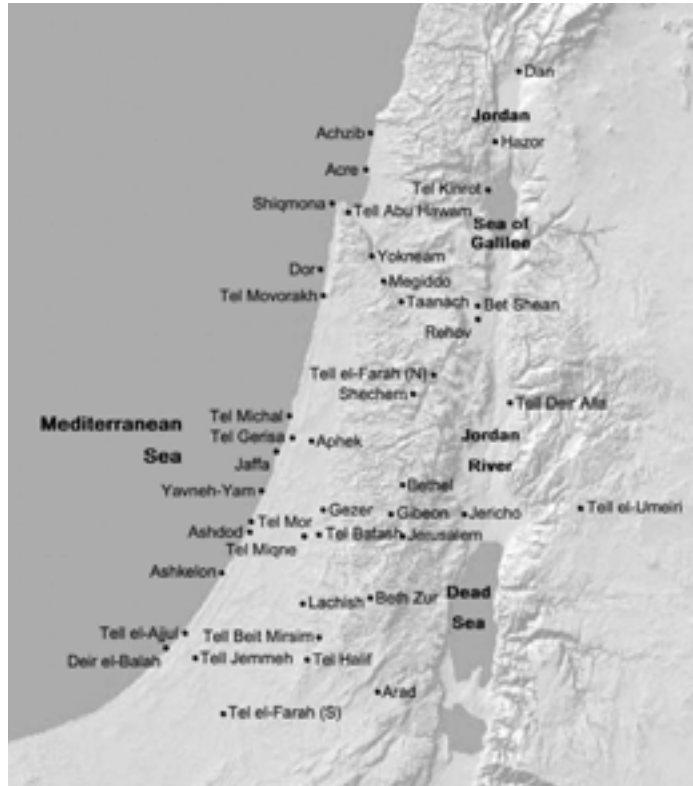 Dan
Jordan
Achzib
Hazor
Acre
Tel Kinrot
Shiqmona
Tell Abu Hawam
Sea of
Galilee
Yokneam
Dor
Megiddo
Tel Movorakh
Taanach
Bet Shean
Rehov
Tell el-Farah (N)
Shechem
Tell Deir Alla
Mediterranean
Sea
Tel Michal
Tel Gerisa
Aphek
Jaffa
Jordan
River
Bethel
Yavneh-Yam
Gezer
Gibeon
Jericho
Tell el-Umeiri
Tel Mor
Ashdod
Tel Batash
Jerusalem
Tel Miqne
Ashkelon
Lachish
Beth Zur
Dead
Sea
Tell el-Ajjul
Tell Beit Mirsim
Deir el-Balah
Tell Jemmeh
Tel Halif
Arad
Tel el-Farah (S)